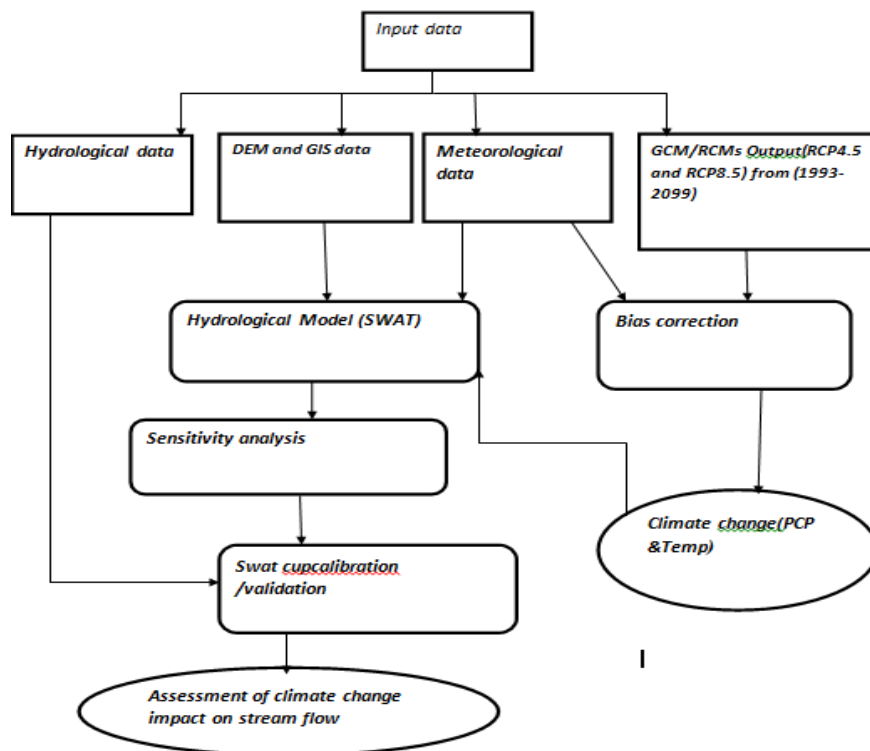 Input data
Hydrological data
DEM and GIS data
Meteorological
data
GCM/RCMs Output(RCP4.5
and RCP8.5) from (1993-
2099)
Hydrological Model (SWAT)
Bias correction
Sensitivity analysis
Climate change(PCP
&Temp)
Swat cupcalibration
/validation
Assessment of climate change
impact on stream flow